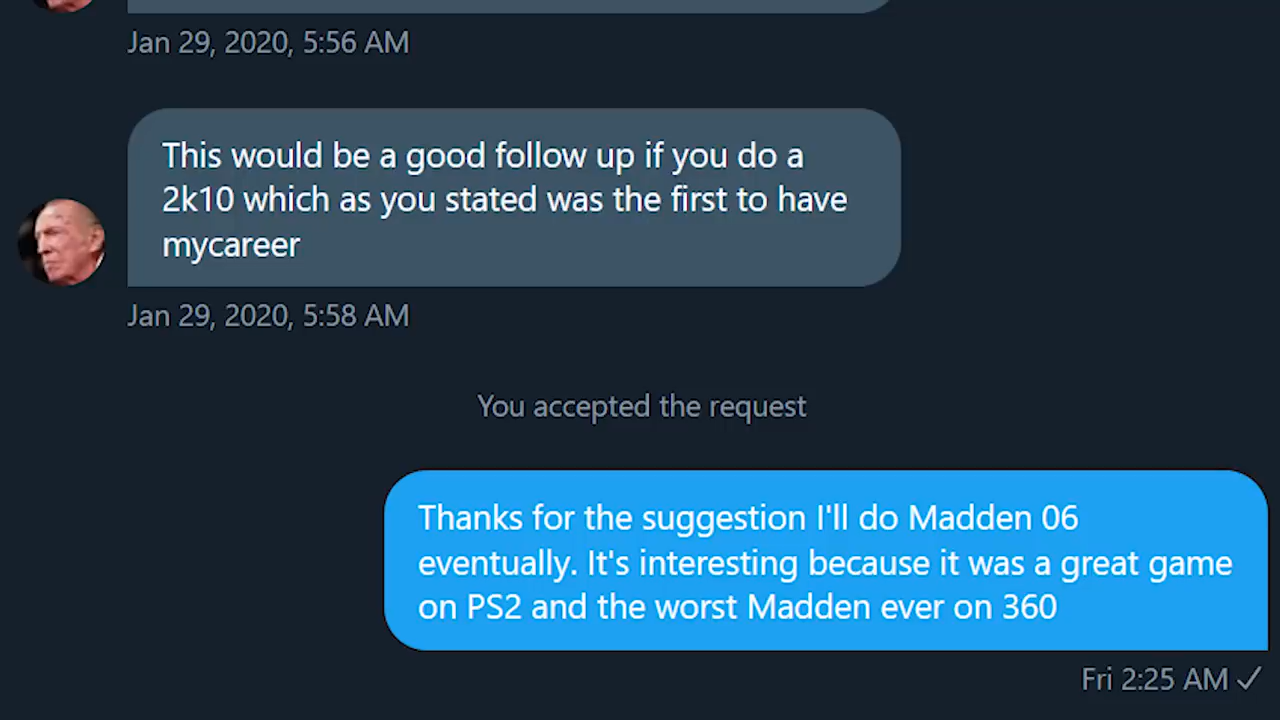 Jan 29, 2020, 5:56 AM
This would be a good follow up if you do a
2k10 which as you stated was the first to have
mycareer
Jan 29, 2020, 5:58 AM
You accepted the request
Thanks for the suggestion I'll do Madden 06
eventually. It's interesting because it was a great game
on PS2 and the worst Madden ever on 360
Fri 2:25 AM